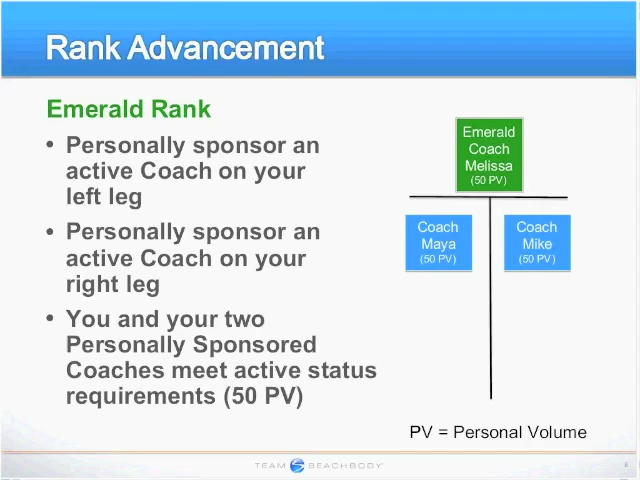 Rank Advancement
Emerald Rank
• Personally sponsor an
active Coach on your
left leg
• Personally sponsor an
active Coach on your
right leg
• You and your two
Personally Sponsored
Coaches meet active status
requirements (50 PV)
Emerald
Coach
Melissa
(50 PV)
Coach
Maya
(50 PV)
Coach
Mike
(50 PV)
PV = Personal Volume
TEAM BEACHBODY
8